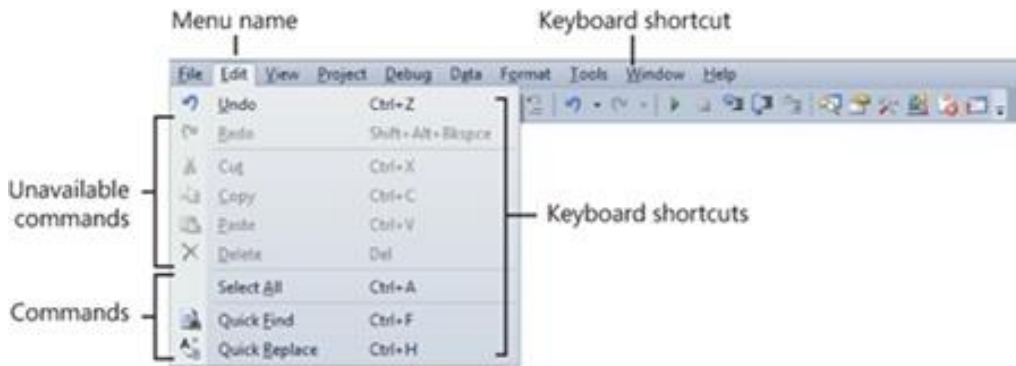 Menu name
Keyboard shortcut
File Edit View Project Debug Data Format Tools Window Help
Undo Ctrl+Z
Redo Shift+Alt+Bkspce
Cut Ctrl+X
Copy Ctrl+C
Paste Ctrl+V
Delete Del
Select All Ctrl+A
Quick Find Ctrl+F
Quick Replace Ctrl+H
Unavailable
commands
Commands
Keyboard shortcuts